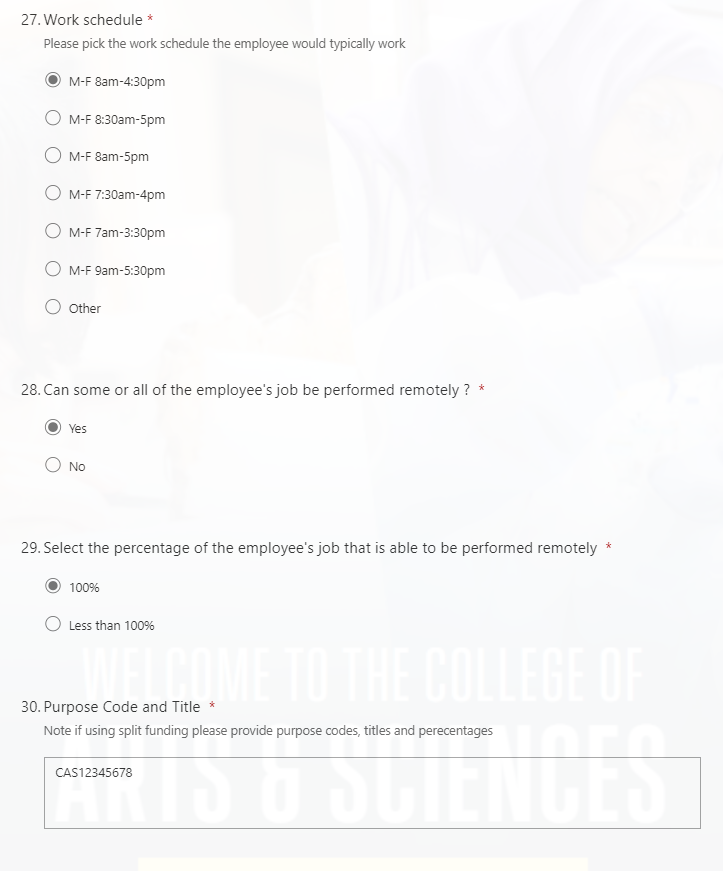 27. Work schedule *
Please pick the work schedule the employee would typically work
M-F 8am-4:30pm
M-F 8:30am-5pm
M-F 8am-5pm
M-F 7:30am-4pm
M-F 7am-3:30pm
M-F 9am-5:30pm
Other
28. Can some or all of the employee's job be performed remotely ? *
Yes
No
29. Select the percentage of the employee's job that is able to be performed remotely *
100%
Less than 100%
WELCOME TO THE COLLEGE OF
30. Purpose Code and Title *
Note if using split funding please provide purpose codes, titles and perecentages
CAS12345678
ARTS & SCIENCES